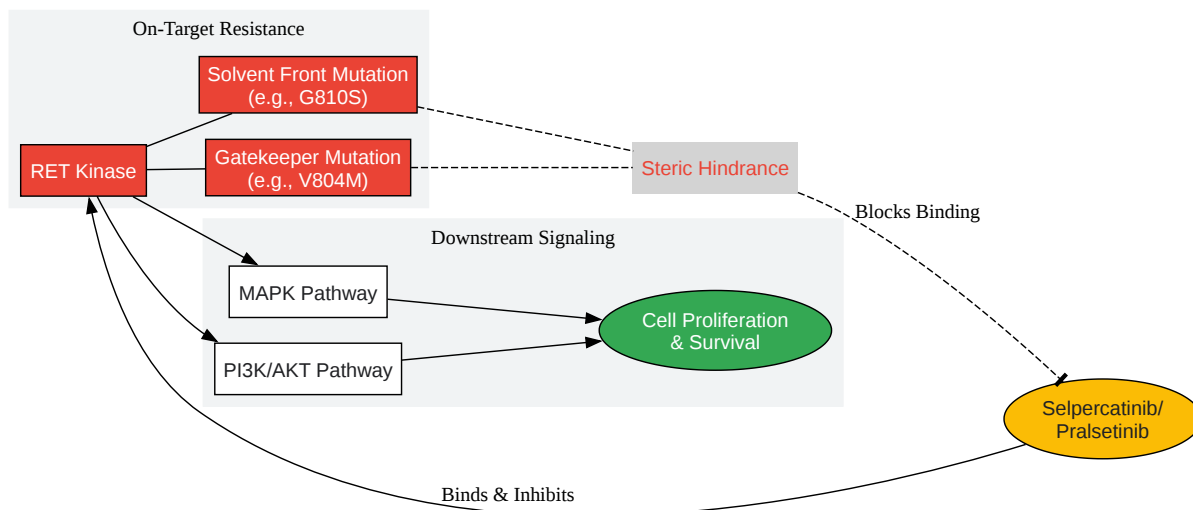 On-Target Resistance
Solvent Front Mutation
(e.g., G810S)
Gatekeeper Mutation
(e.g., V804M)
RET Kinase
Steric Hindrance
Blocks Binding
Downstream Signaling
MAPK Pathway
PI3K/AKT Pathway
Cell Proliferation
& Survival
Selpercatinib/
Pralsetinib
Binds & Inhibits